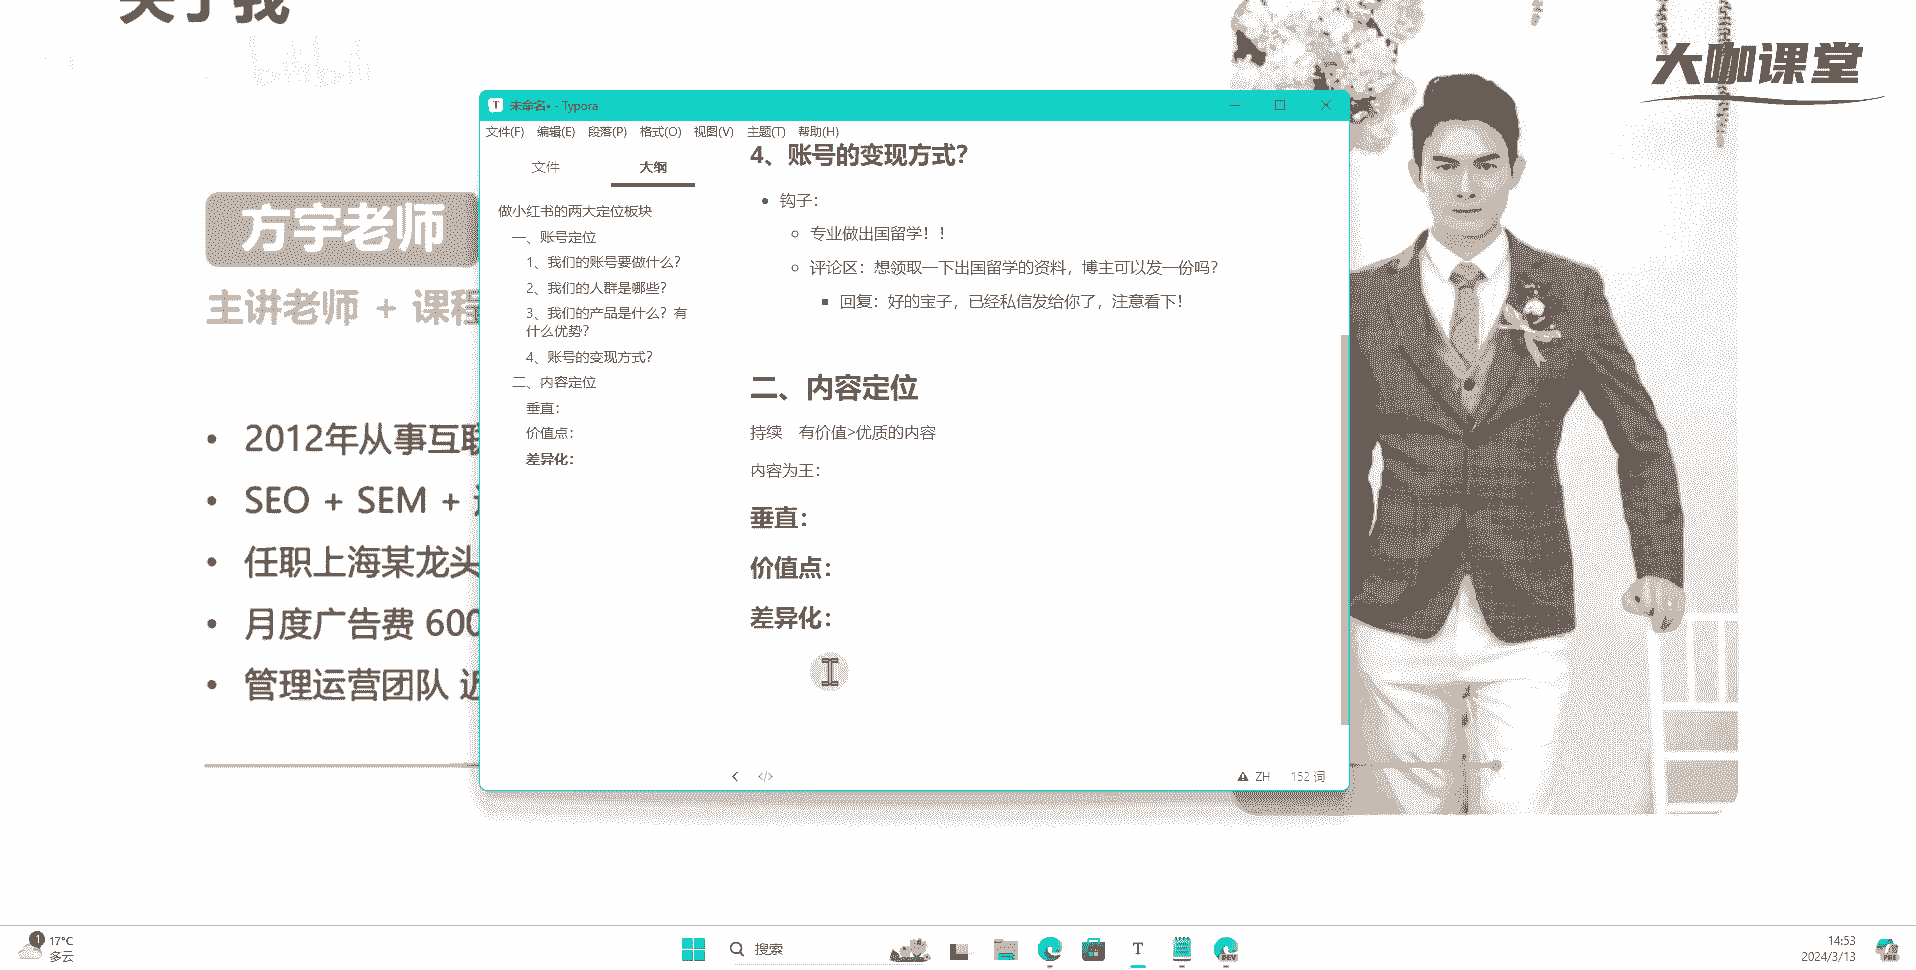 关于我
bilibili
大咖课堂
方宇老师
主讲老师 + 课程
2012年从事互联
SEO + SEM +
任职上海某龙头
月度广告费 600
管理运营团队 近
未命名• - Typora
文件(F) 编辑(E) 段落(P) 格式(O) 视图(V) 主题(T) 帮助(H)
文件 大纲
做小红书的两大定位板块
一、账号定位
1、我们的账号要做什么？
2、我们的人群是哪些？
3、我们的产品是什么？有
什么优势？
4、账号的变现方式？
二、内容定位
垂直：
价值点：
差异化：
4、账号的变现方式？
钩子：
专业做出国留学！！
评论区：想领取一下出国留学的资料，博主可以发一份吗？
回复：好的宝子，已经私信发给你了，注意看下！
二、内容定位
持续 有价值>优质的内容
内容为王：
垂直：
价值点：
差异化：
</> ZH 152 词
1 17°C
多云
搜索
T
DEV
14:53
2024/3/13
PRE